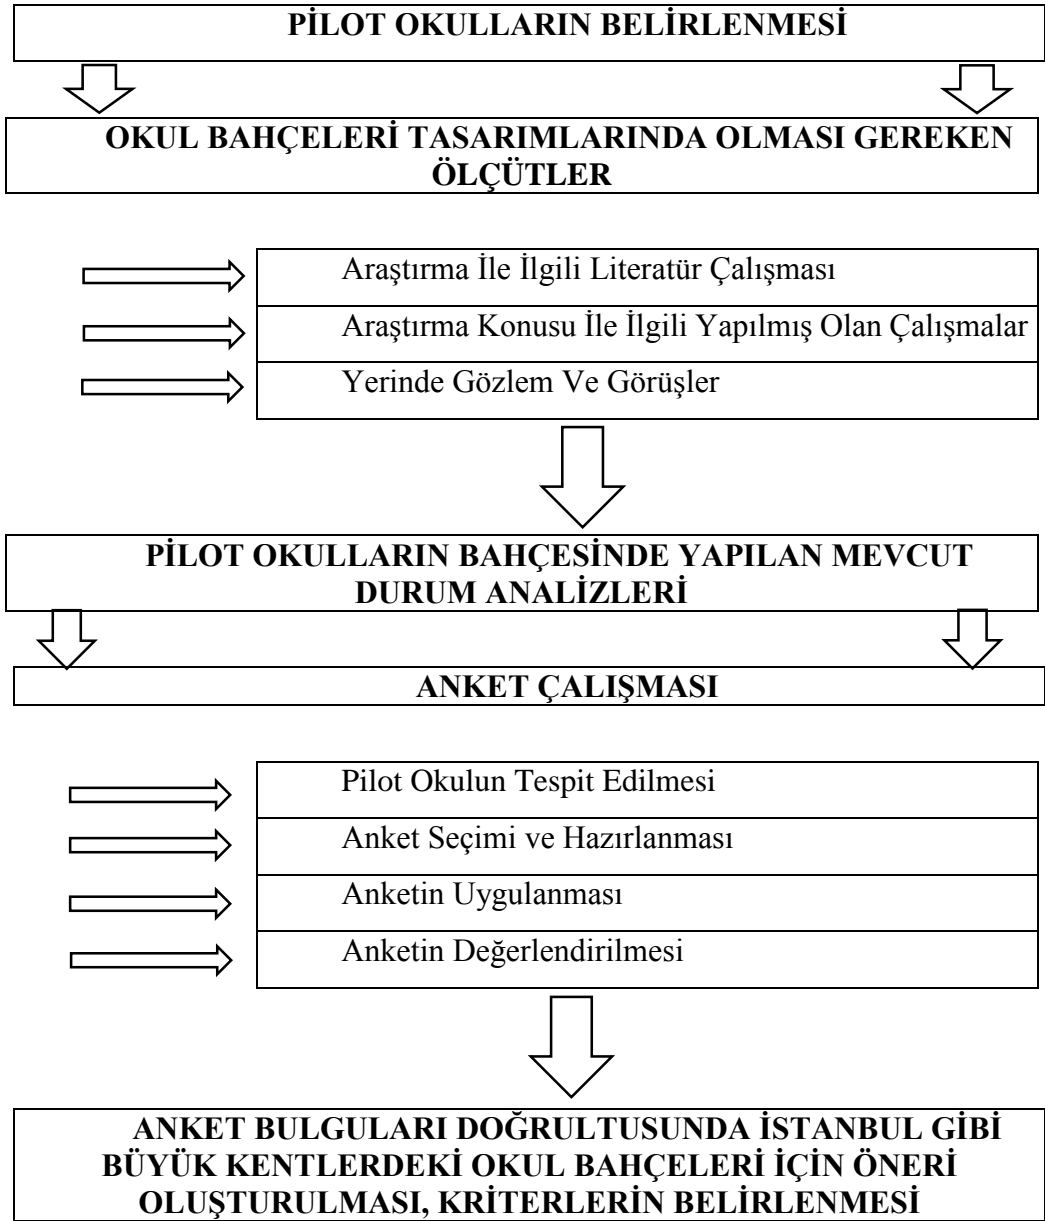 PİLOT OKULLARIN BELİRLENMESİ
OKUL BAHÇELERİ TASARIMLARINDA OLMASI GEREKEN
ÖLÇÜTLER
Araştırma İle İlgili Literatür Çalışması
Araştırma Konusu İle İlgili Yapılmış Olan Çalışmalar
Yerinde Gözlem Ve Görüşler
PİLOT OKULLARIN BAHÇESİNDE YAPILAN MEVCUT
DURUM ANALİZLERİ
ANKET ÇALIŞMASI
Pilot Okulun Tespit Edilmesi
Anket Seçimi ve Hazırlanması
Anketin Uygulanması
Anketin Değerlendirilmesi
ANKET BULGULARI DOĞRULTUSUNDA İSTANBUL GİBİ
BÜYÜK KENTLERDEKİ OKUL BAHÇELERİ İÇİN ÖNERİ
OLUŞTURULMASI, KRİTERLERİN BELİRLENMESİ